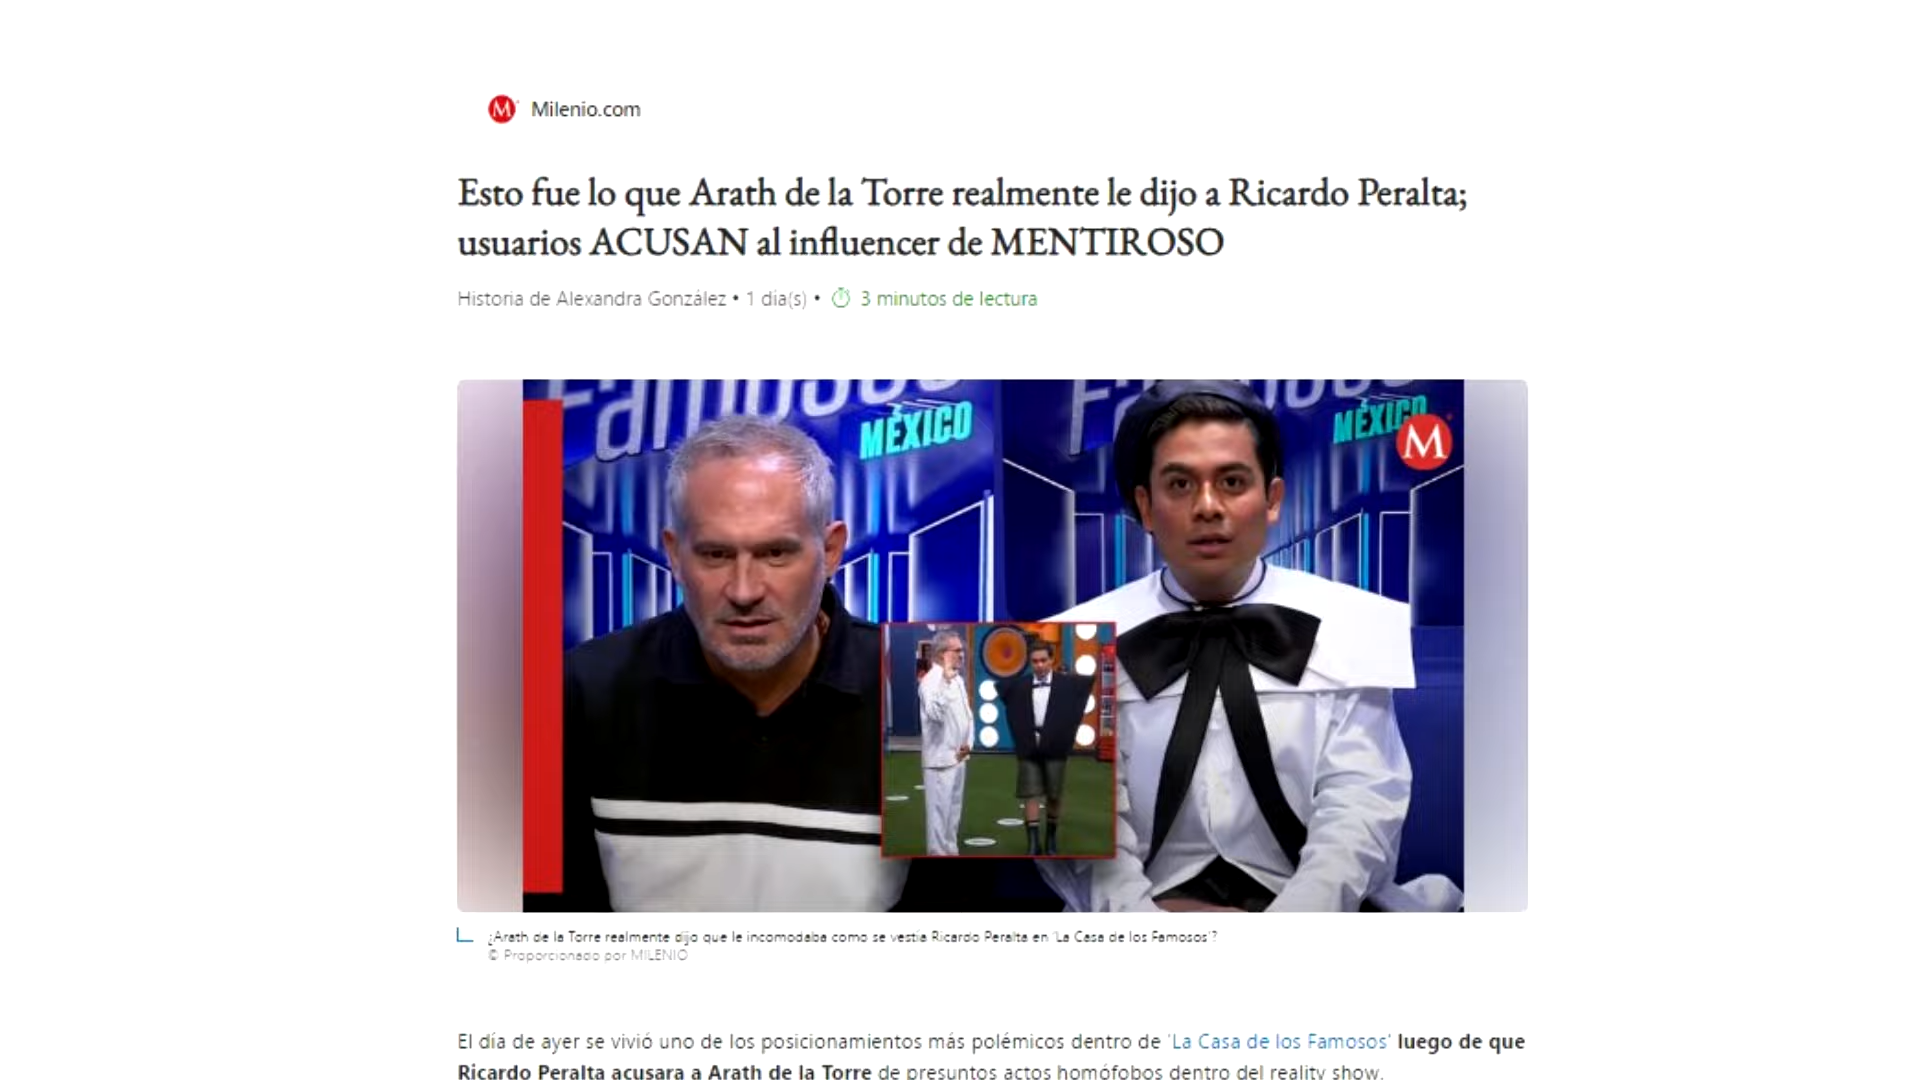 M Milenio.com
Esto fue lo que Arath de la Torre realmente le dijo a Ricardo Peralta;
usuarios ACUSAN al influencer de MENTIROSO
Historia de Alexandra González • 1 día(s) • 3 minutos de lectura
Famosos
MÉXICO
MÉXICO
M
¿Arath de la Torre realmente dijo que le incomodaba como se vestía Ricardo Peralta en 'La Casa de los Famosos'?
© Proporcionado por MILENIO
El día de ayer se vivió uno de los posicionamientos más polémicos dentro de 'La Casa de los Famosos' luego de que
Ricardo Peralta acusara a Arath de la Torre de presuntos actos homófobos dentro del reality show.